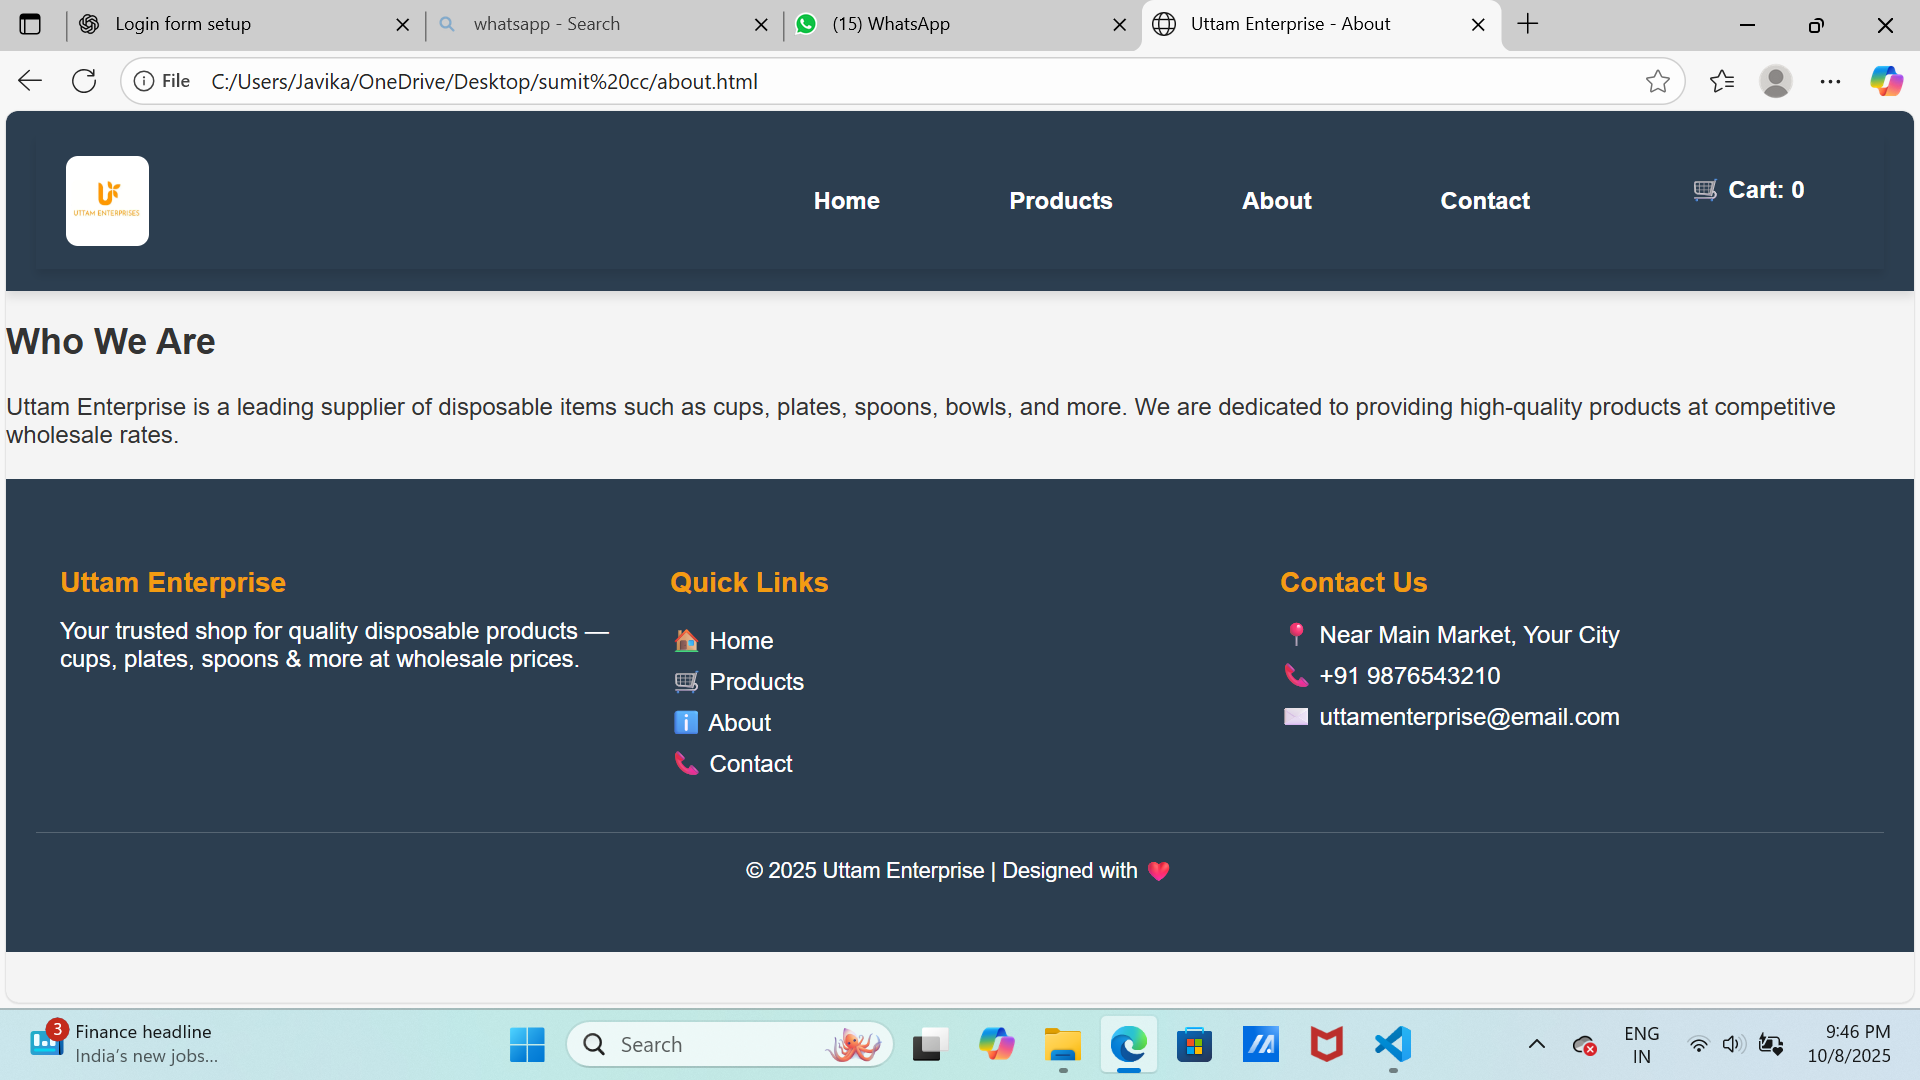 Login form setup
whatsapp - Search
(15) WhatsApp
Uttam Enterprise - About
File C:/Users/Javika/OneDrive/Desktop/sumit%20cc/about.html
UTTAM ENTERPRISES
Home
Products
About
Contact
🛒 Cart: 0
Who We Are
Uttam Enterprise is a leading supplier of disposable items such as cups, plates, spoons, bowls, and more. We are dedicated to providing high-quality products at competitive
wholesale rates.
Uttam Enterprise
Your trusted shop for quality disposable products —
cups, plates, spoons & more at wholesale prices.
Quick Links
🏠 Home
🛒 Products
ℹ️ About
📞 Contact
Contact Us
📍 Near Main Market, Your City
📞 +91 9876543210
✉️ uttamenterprise@email.com
© 2025 Uttam Enterprise | Designed with ❤️
3
Finance headline
India's new jobs...
Search
ENG
IN
9:46 PM
10/8/2025